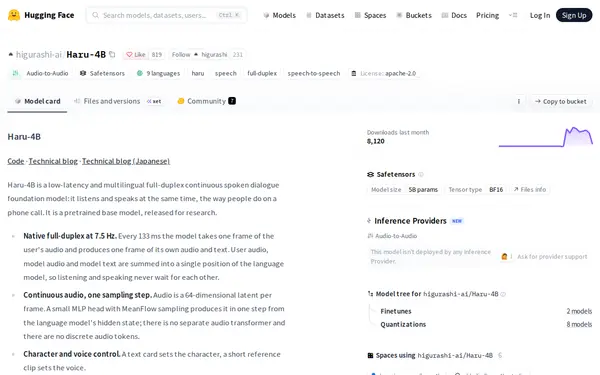 Hugging Face
Search models, datasets, users...
Ctrl K
Models
Datasets
Spaces
Buckets
Docs
Pricing
Log In
Sign Up
higurashi-ai
Haru-4B
Like 819
Follow higurashi 231
Audio-to-Audio
Safetensors
9 languages
haru
speech
full-duplex
speech-to-speech
License: apache-2.0
Model card
Files and versions
xet
Community 7
Copy to bucket
Haru-4B
Code · Technical blog · Technical blog (Japanese)
Haru-4B is a low-latency and multilingual full-duplex continuous spoken dialogue
foundation model: it listens and speaks at the same time, the way people do on a
phone call. It is a pretrained base model, released for research.
Native full-duplex at 7.5 Hz. Every 133 ms the model takes one frame of the
user's audio and produces one frame of its own audio and text. User audio,
model audio and model text are summed into a single position of the language
model, so listening and speaking never wait for each other.
Continuous audio, one sampling step. Audio is a 64-dimensional latent per
frame. A small MLP head with MeanFlow sampling produces it in one step from
the language model's hidden state; there is no separate audio transformer and
there are no discrete audio tokens.
Character and voice control. A text card sets the character, a short reference
clip sets the voice.
Downloads last month
8,120
Safetensors
Model size
5B params
Tensor type
BF16
Files info
Inference Providers
NEW
Audio-to-Audio
This model isn't deployed by any Inference
Provider.
Ask for provider support
Model tree for higurashi-ai/Haru-4B
Finetunes
2 models
Quantizations
8 models
Spaces using higurashi-ai/Haru-4B